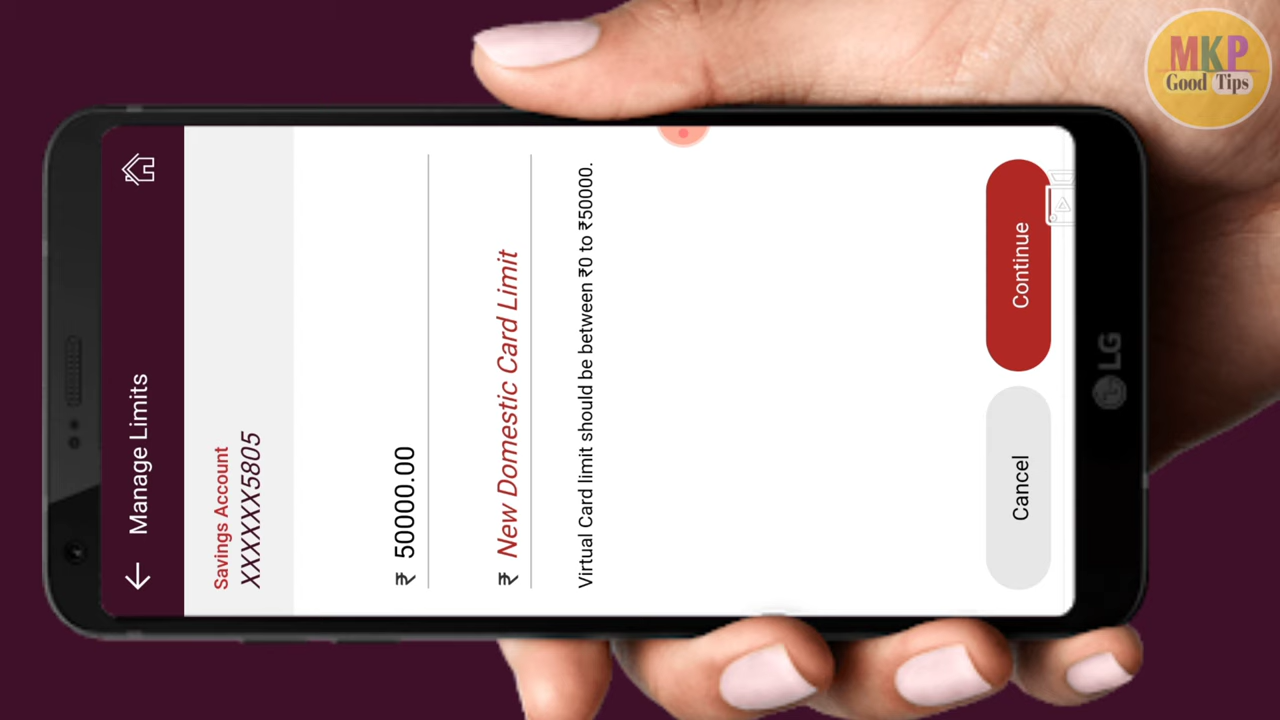 Manage Limits
Savings Account
XXXXXX5805
₹ 50000.00
₹ New Domestic Card Limit
Virtual Card limit should be between ₹0 to ₹50000.
Cancel
Continue
LG
MKP
Good Tips